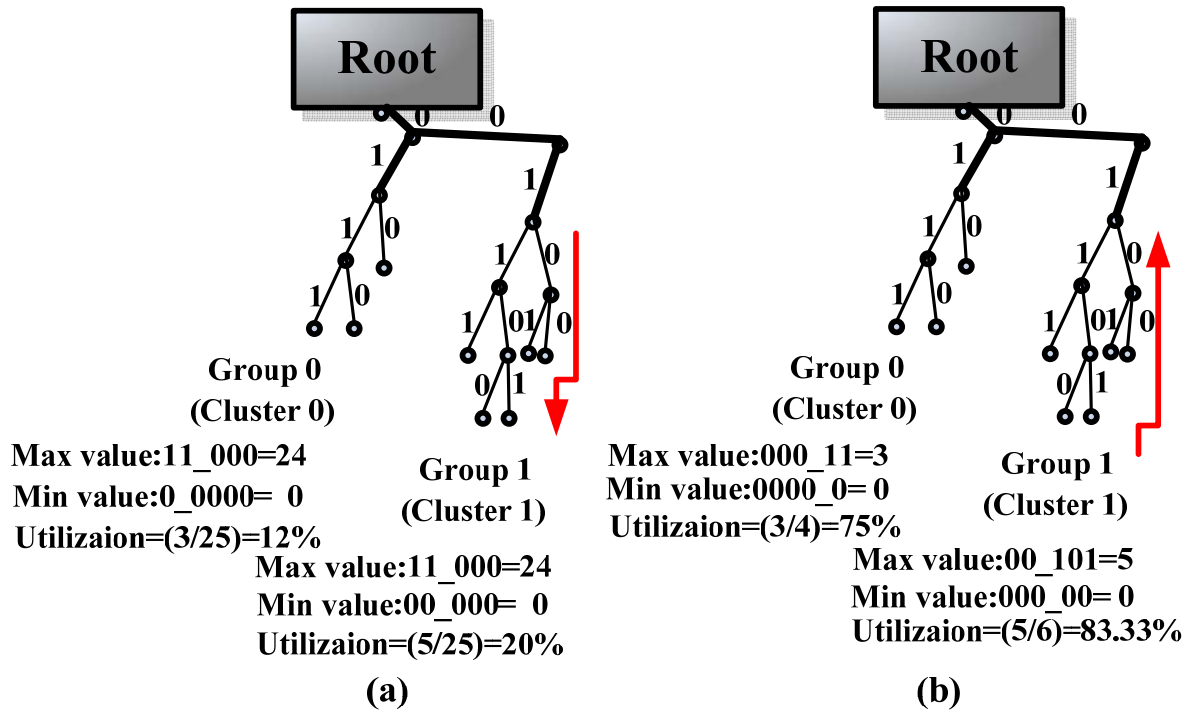 Root
0 0
1 1
1 0 1 0
1 0 1 0 1 0
0 1
Group 0
(Cluster 0)
Max value:11_000=24
Min value:0_0000= 0
Utilizaion=(3/25)=12%
Group 1
(Cluster 1)
Max value:11_000=24
Min value:00_000= 0
Utilizaion=(5/25)=20%
(a)
Root
0 0
1 1
1 0 1 0
1 0 1 0 1 0
0 1
Group 0
(Cluster 0)
Max value:000_11=3
Min value:0000_0= 0
Utilizaion=(3/4)=75%
Group 1
(Cluster 1)
Max value:00_101=5
Min value:000_00= 0
Utilizaion=(5/6)=83.33%
(b)